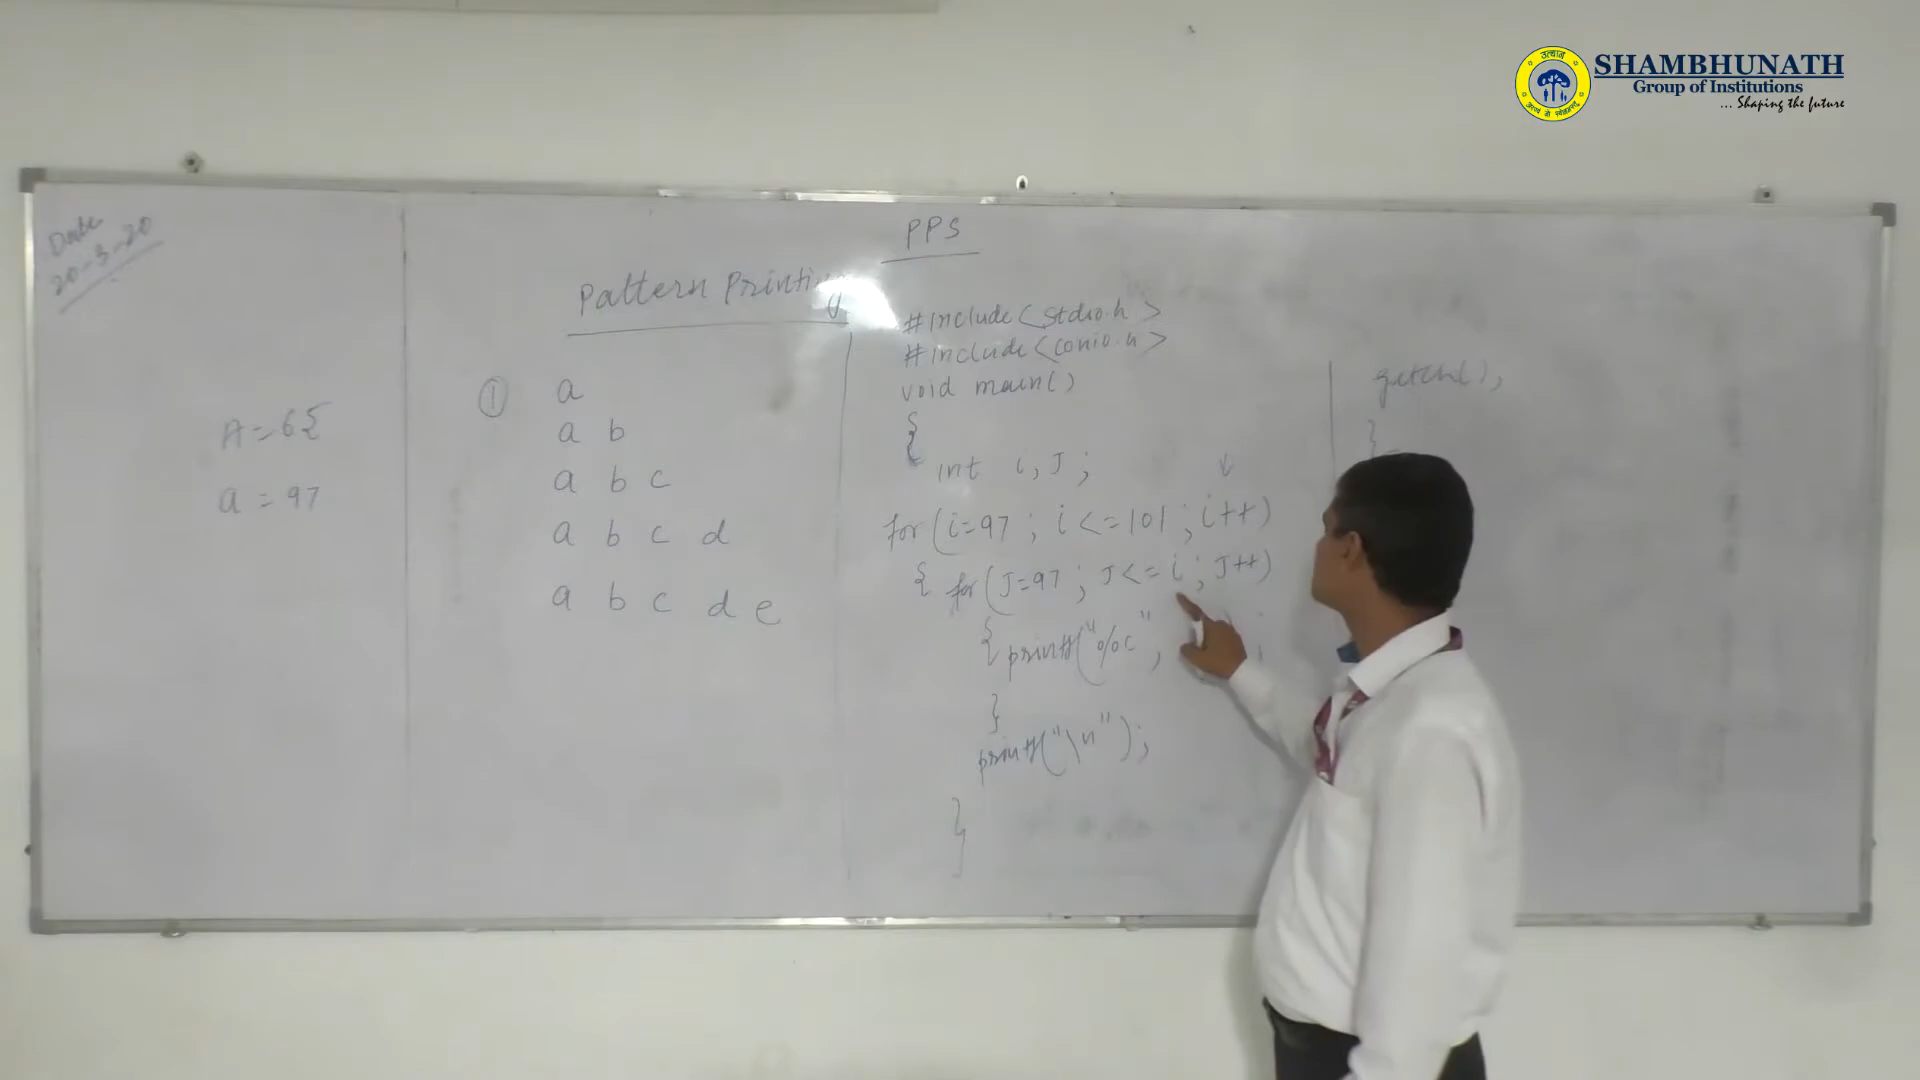 उत्थान
SHAMBHUNATH
Group of Institutions
... Shaping the future
Date
20-3-20
PPS
Pattern Printing
A = 65
a = 97
① a
a b
a b c
a b c d
a b c d e
#include<stdio.h>
#include<conio.h>
void main()
{
int i, J ;
for (i=97 ; i <= 101 ; i++)
{ for (J=97 ; J <= i ; J++)
{ printf("%c" ,
}
printf("\n");
}
getch();
}